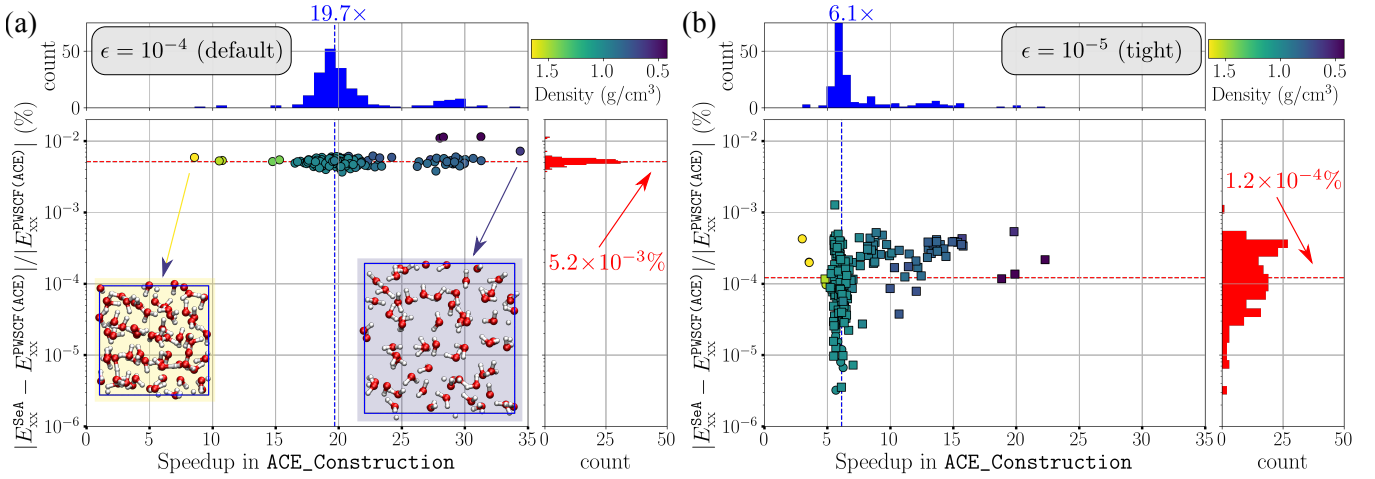 (a)
19.7×
ϵ = 10⁻⁴ (default)
count
50
0
1.5 1.0 0.5
Density (g/cm³)
|E_xx^SeA − E_xx^PWSCF(ACE)|/|E_xx^PWSCF(ACE)| (%)
10⁻²
10⁻³
10⁻⁴
10⁻⁵
10⁻⁶
5.2×10⁻³%
0 5 10 15 20 25 30 35
Speedup in ACE_Construction
0 25 50
count
(b)
6.1×
ϵ = 10⁻⁵ (tight)
count
50
0
1.5 1.0 0.5
Density (g/cm³)
|E_xx^SeA − E_xx^PWSCF(ACE)|/|E_xx^PWSCF(ACE)| (%)
10⁻²
10⁻³
10⁻⁴
10⁻⁵
10⁻⁶
1.2×10⁻⁴%
0 5 10 15 20 25 30 35
Speedup in ACE_Construction
0 25 50
count